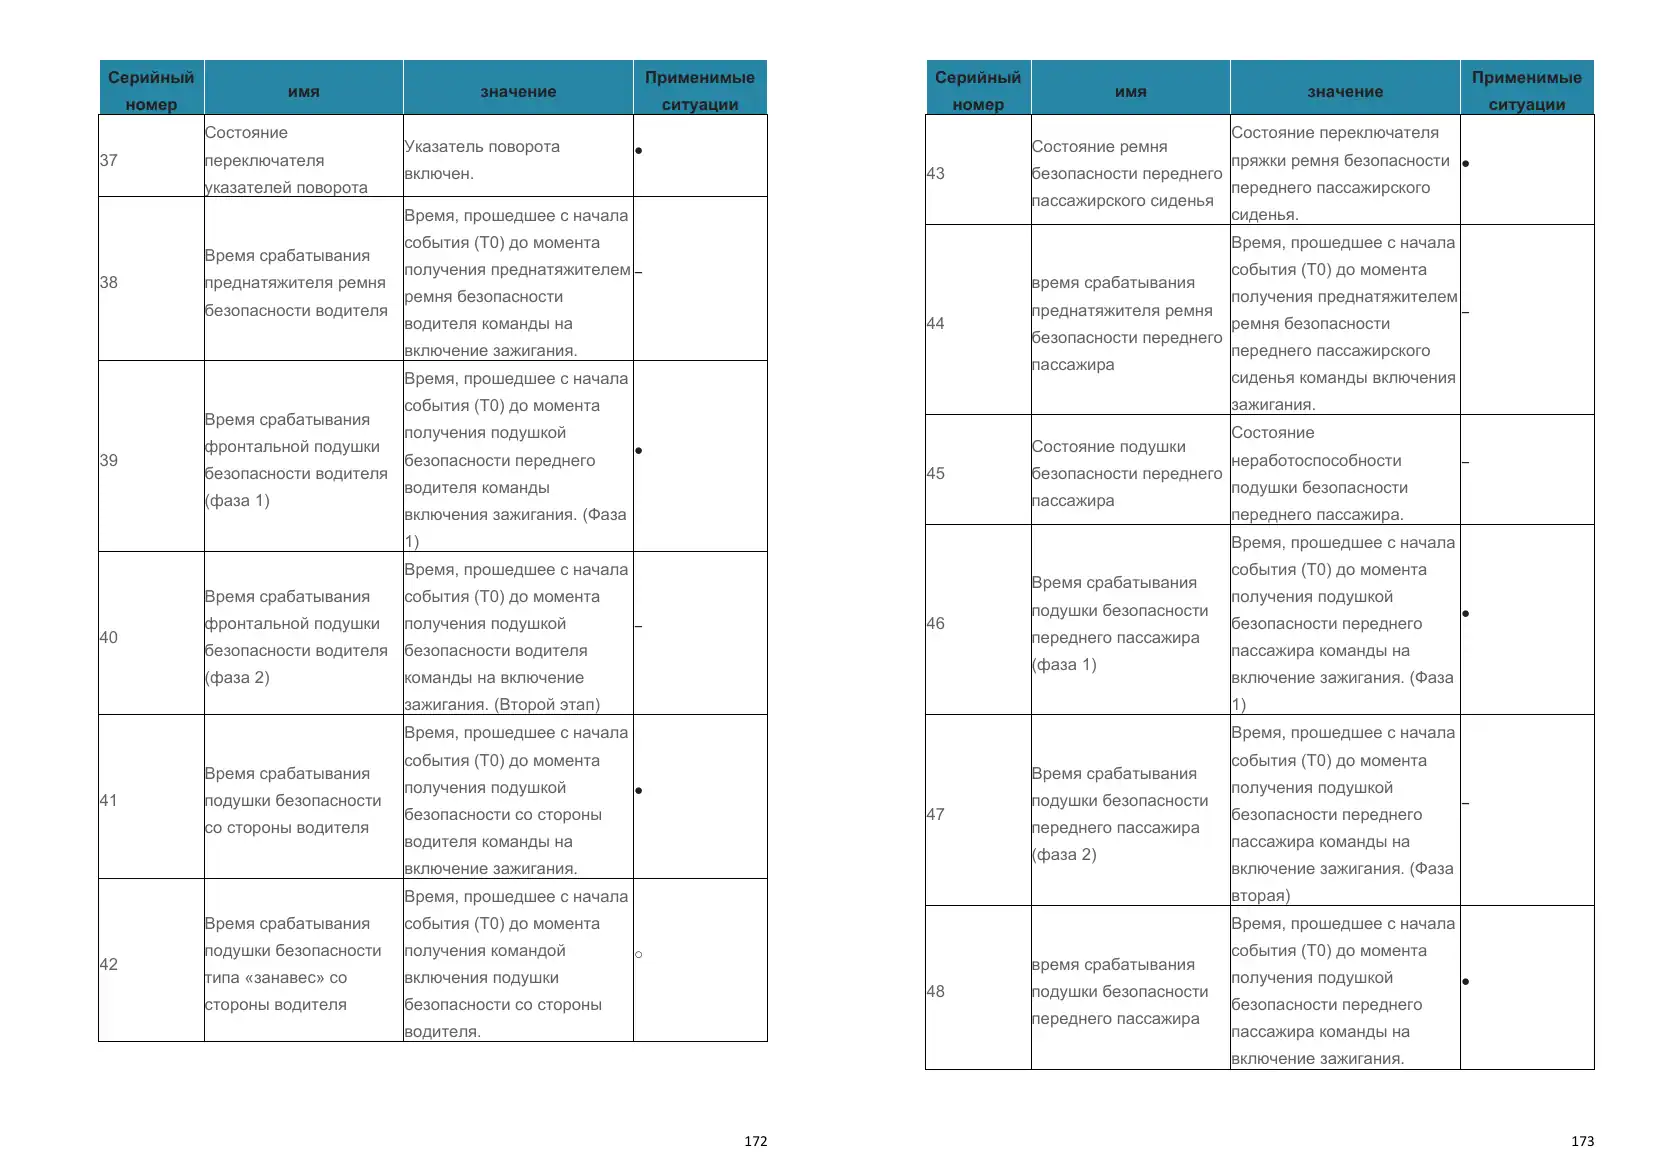 Серийный
номер
имя
значение
Применимые
ситуации
37
Состояние
переключателя
указателей поворота
Указатель поворота
включен.
●
38
Время срабатывания
преднатяжителя ремня
безопасности водителя
Время, прошедшее с начала
события (T0) до момента
получения преднатяжителем
ремня безопасности
водителя команды на
включение зажигания.
–
39
Время срабатывания
фронтальной подушки
безопасности водителя
(фаза 1)
Время, прошедшее с начала
события (T0) до момента
получения подушкой
безопасности переднего
водителя команды
включения зажигания. (Фаза
1)
●
40
Время срабатывания
фронтальной подушки
безопасности водителя
(фаза 2)
Время, прошедшее с начала
события (T0) до момента
получения подушкой
безопасности водителя
команды на включение
зажигания. (Второй этап)
–
41
Время срабатывания
подушки безопасности
со стороны водителя
Время, прошедшее с начала
события (T0) до момента
получения подушкой
безопасности со стороны
водителя команды на
включение зажигания.
●
42
Время срабатывания
подушки безопасности
типа «занавес» со
стороны водителя
Время, прошедшее с начала
события (T0) до момента
получения командой
включения подушки
безопасности со стороны
водителя.
○
172
Серийный
номер
имя
значение
Применимые
ситуации
43
Состояние ремня
безопасности переднего
пассажирского сиденья
Состояние переключателя
пряжки ремня безопасности
переднего пассажирского
сиденья.
●
44
время срабатывания
преднатяжителя ремня
безопасности переднего
пассажира
Время, прошедшее с начала
события (T0) до момента
получения преднатяжителем
ремня безопасности
переднего пассажирского
сиденья команды включения
зажигания.
–
45
Состояние подушки
безопасности переднего
пассажира
Состояние
неработоспособности
подушки безопасности
переднего пассажира.
–
46
Время срабатывания
подушки безопасности
переднего пассажира
(фаза 1)
Время, прошедшее с начала
события (T0) до момента
получения подушкой
безопасности переднего
пассажира команды на
включение зажигания. (Фаза
1)
●
47
Время срабатывания
подушки безопасности
переднего пассажира
(фаза 2)
Время, прошедшее с начала
события (T0) до момента
получения подушкой
безопасности переднего
пассажира команды на
включение зажигания. (Фаза
вторая)
–
48
время срабатывания
подушки безопасности
переднего пассажира
Время, прошедшее с начала
события (T0) до момента
получения подушкой
безопасности переднего
пассажира команды на
включение зажигания.
●
173